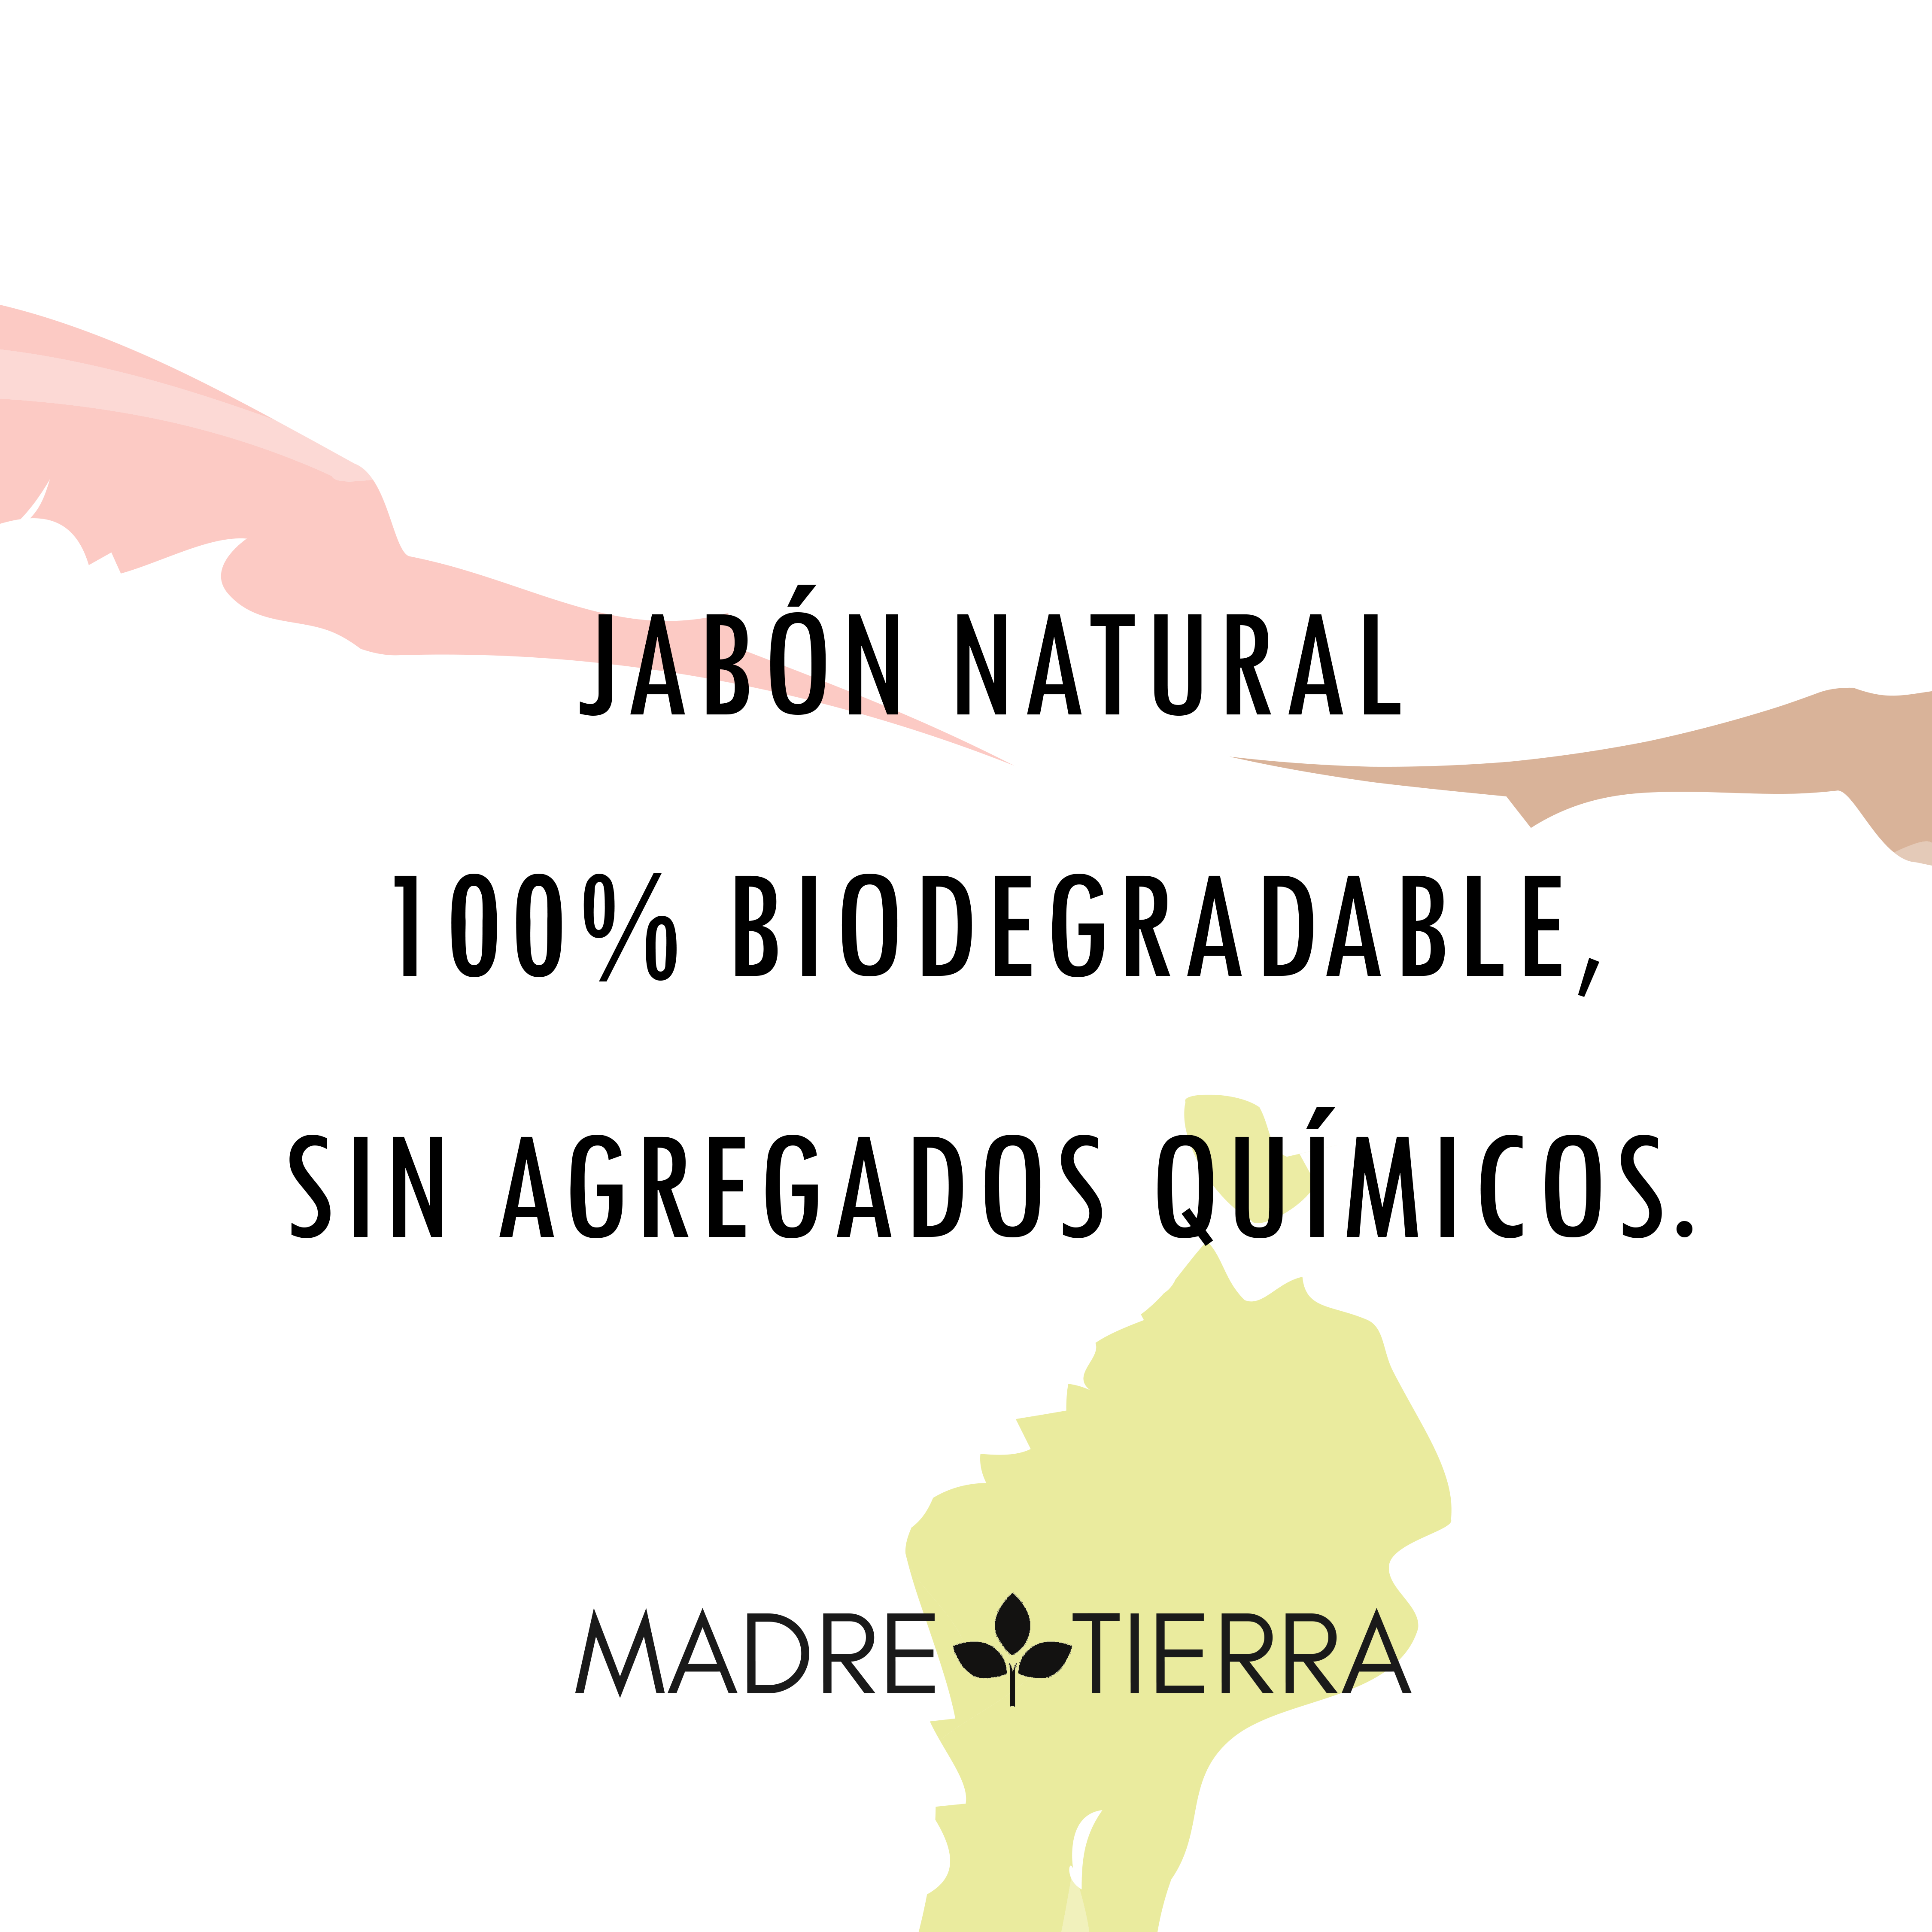 JABÓN NATURAL
100% BIODEGRADABLE,
SIN AGREGADOS QUÍMICOS.
MADRE TIERRA